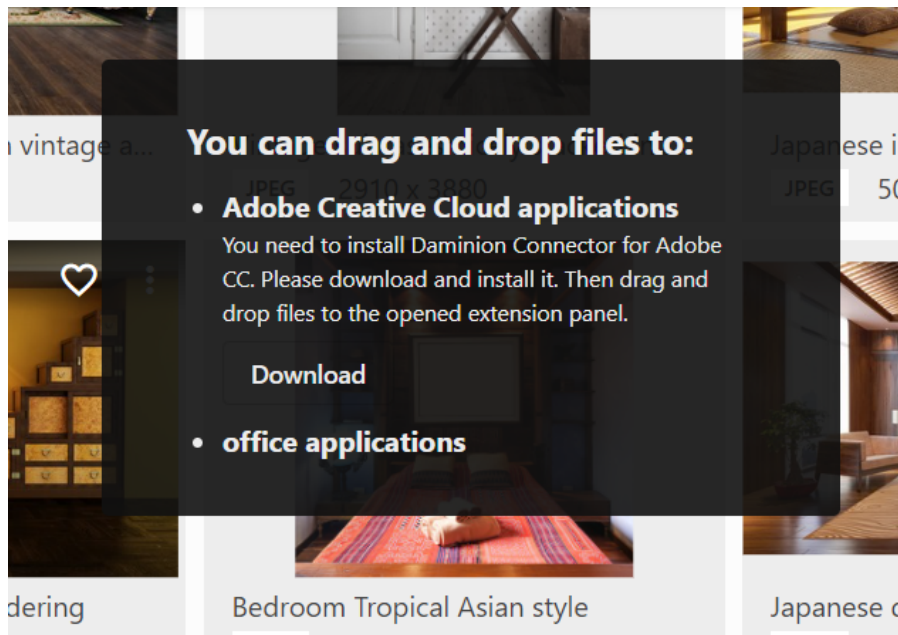 vintage a...
Japanese i
You can drag and drop files to:
JPEG 2910 x 3880
JPEG 50
• Adobe Creative Cloud applications
You need to install Daminion Connector for Adobe
CC. Please download and install it. Then drag and
drop files to the opened extension panel.
Download
• office applications
dering
Bedroom Tropical Asian style
Japanese